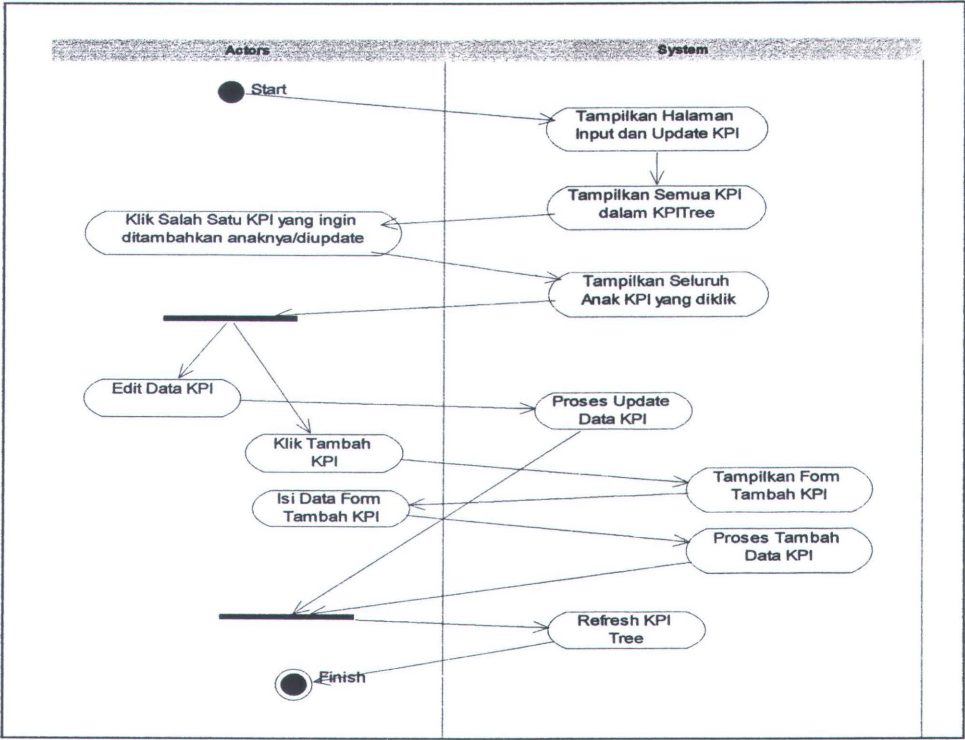 Actors
System
Start
Tampilkan Halaman
Input dan Update KPI
Tampilkan Semua KPI
dalam KPITree
Klik Salah Satu KPI yang ingin
ditambahkan anaknya/diupdate
Tampilkan Seluruh
Anak KPI yang diklik
Edit Data KPI
Proses Update
Data KPI
Klik Tambah
KPI
Tampilkan Form
Tambah KPI
Isi Data Form
Tambah KPI
Proses Tambah
Data KPI
Refresh KPI
Tree
Finish